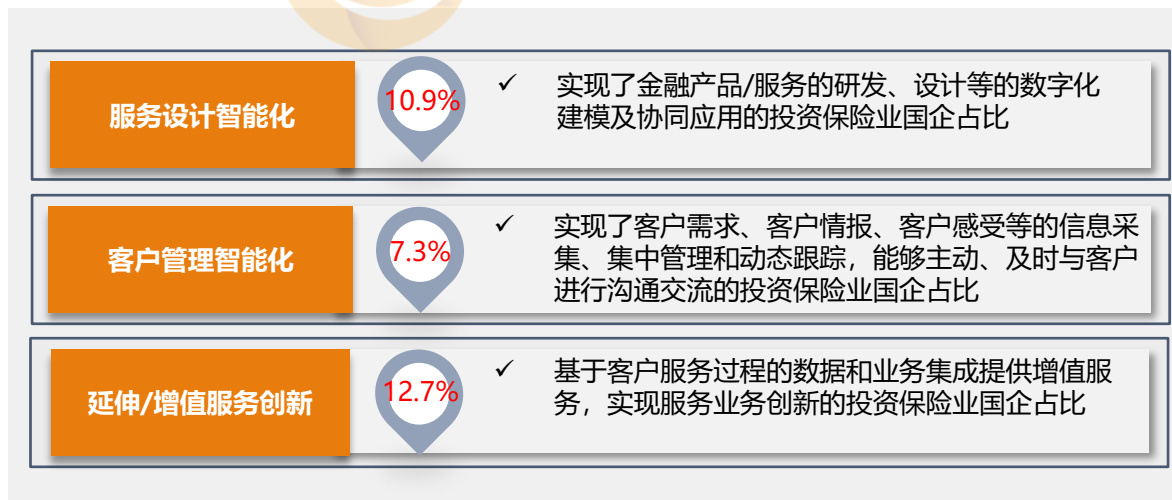 服务设计智能化
10.9%
✓ 实现了金融产品/服务的研发、设计等的数字化
建模及协同应用的投资保险业国企占比
客户管理智能化
7.3%
✓ 实现了客户需求、客户情报、客户感受等的信息采
集、集中管理和动态跟踪，能够主动、及时与客户
进行沟通交流的投资保险业国企占比
延伸/增值服务创新
12.7%
✓ 基于客户服务过程的数据和业务集成提供增值服
务，实现服务业务创新的投资保险业国企占比